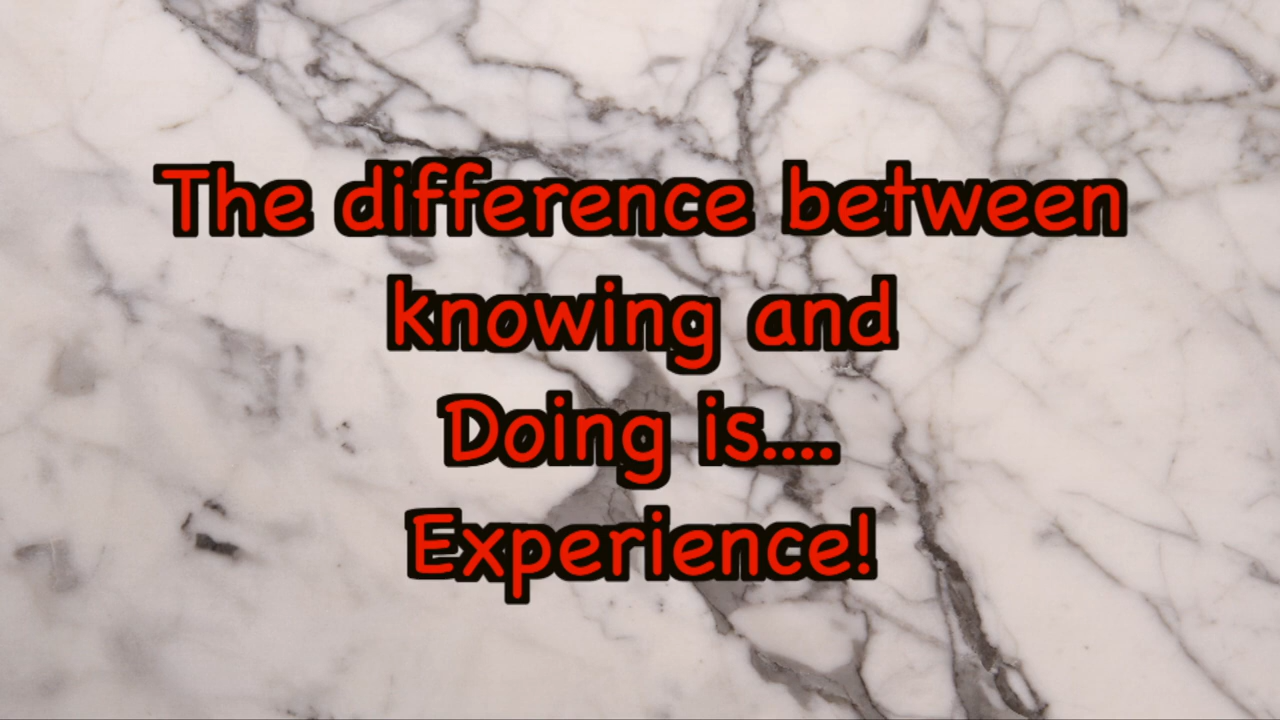 The difference between
knowing and
Doing is....
Experience!